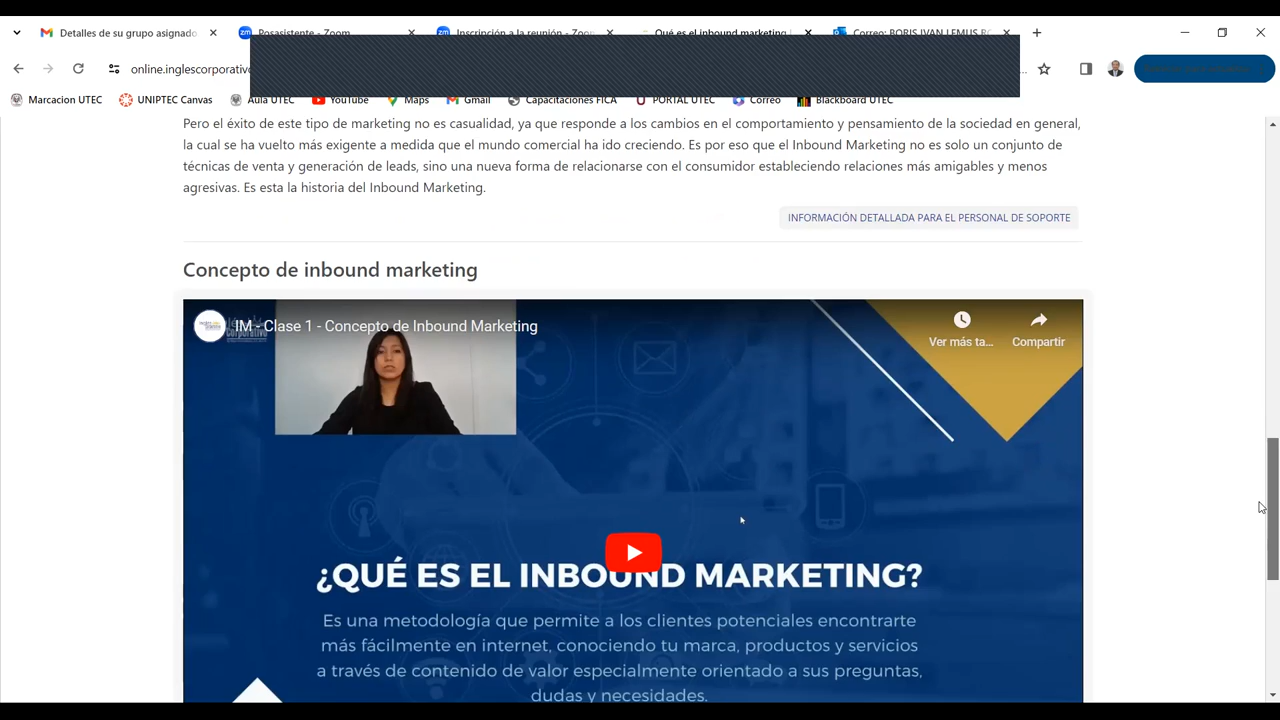 Detalles de su grupo asignado
Posasistente - Zoom
Inscripción a la reunión - Zoo
Qué es el inbound marketing
Correo: BORIS IVAN LEMUS R
online.inglescorporativo
...
Marcacion UTEC
UNIPTEC Canvas
Aula UTEC
YouTube
Maps
Gmail
Capacitaciones FICA
PORTAL UTEC
Correo
Blackboard UTEC
Pero el éxito de este tipo de marketing no es casualidad, ya que responde a los cambios en el comportamiento y pensamiento de la sociedad en general,
la cual se ha vuelto más exigente a medida que el mundo comercial ha ido creciendo. Es por eso que el Inbound Marketing no es solo un conjunto de
técnicas de venta y generación de leads, sino una nueva forma de relacionarse con el consumidor estableciendo relaciones más amigables y menos
agresivas. Es esta la historia del Inbound Marketing.
INFORMACIÓN DETALLADA PARA EL PERSONAL DE SOPORTE
Concepto de inbound marketing
IM - Clase 1 - Concepto de Inbound Marketing
Ver más ta...
Compartir
¿QUÉ ES EL INBOUND MARKETING?
Es una metodología que permite a los clientes potenciales encontrarte
más fácilmente en internet, conociendo tu marca, productos y servicios
a través de contenido de valor especialmente orientado a sus preguntas,
dudas y necesidades.